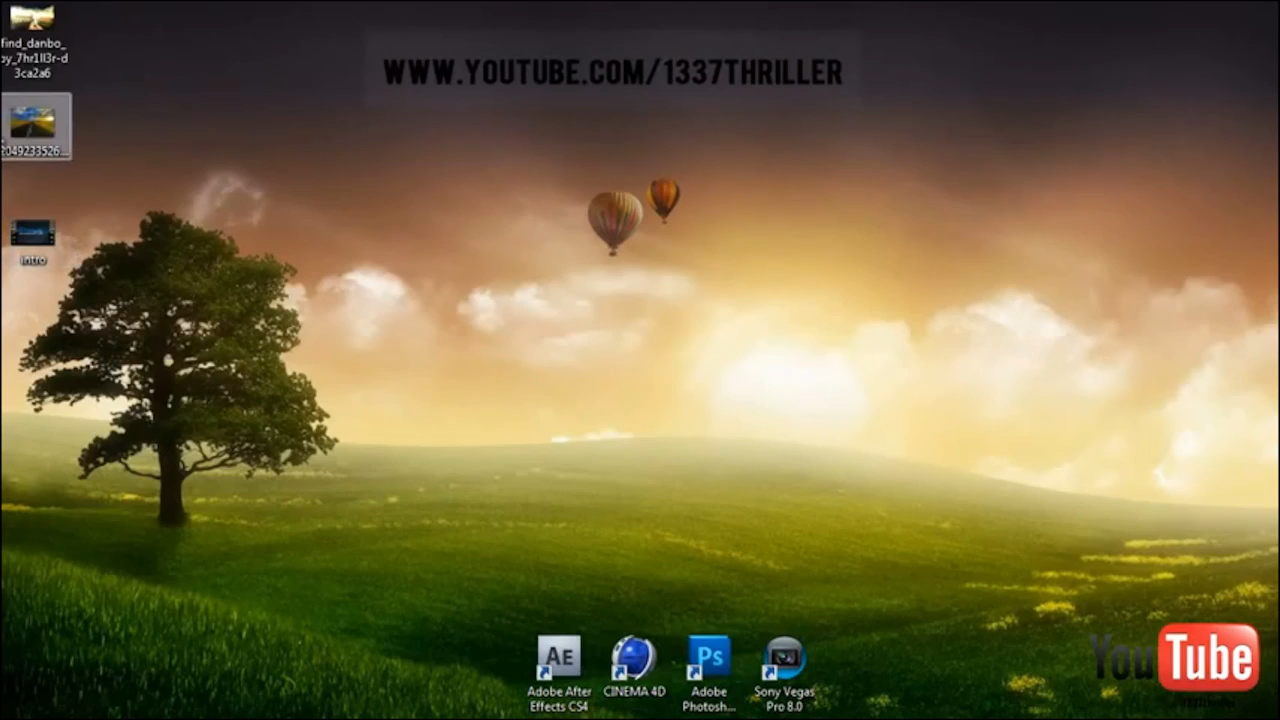 find_danbo_
by_7hr1ll3r-d
3ca2a6
WWW.YOUTUBE.COM/1337THRILLER
intro
Adobe After
Effects CS4
CINEMA 4D
Adobe
Photosh...
Sony Vegas
Pro 8.0
AE
Ps
YouTube